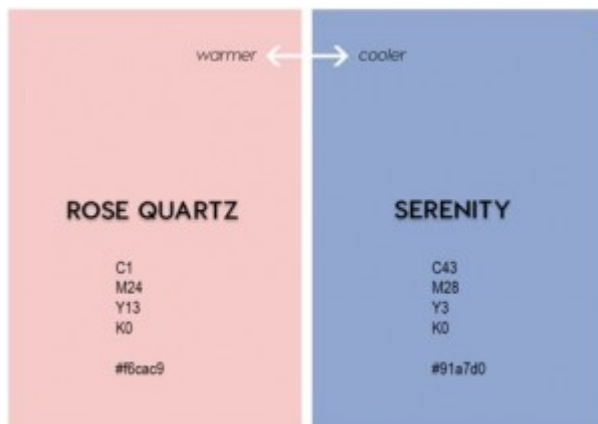 warmer cooler
ROSE QUARTZ
C1
M24
Y13
K0
#f6cac9
SERENITY
C43
M28
Y3
K0
#91a7d0